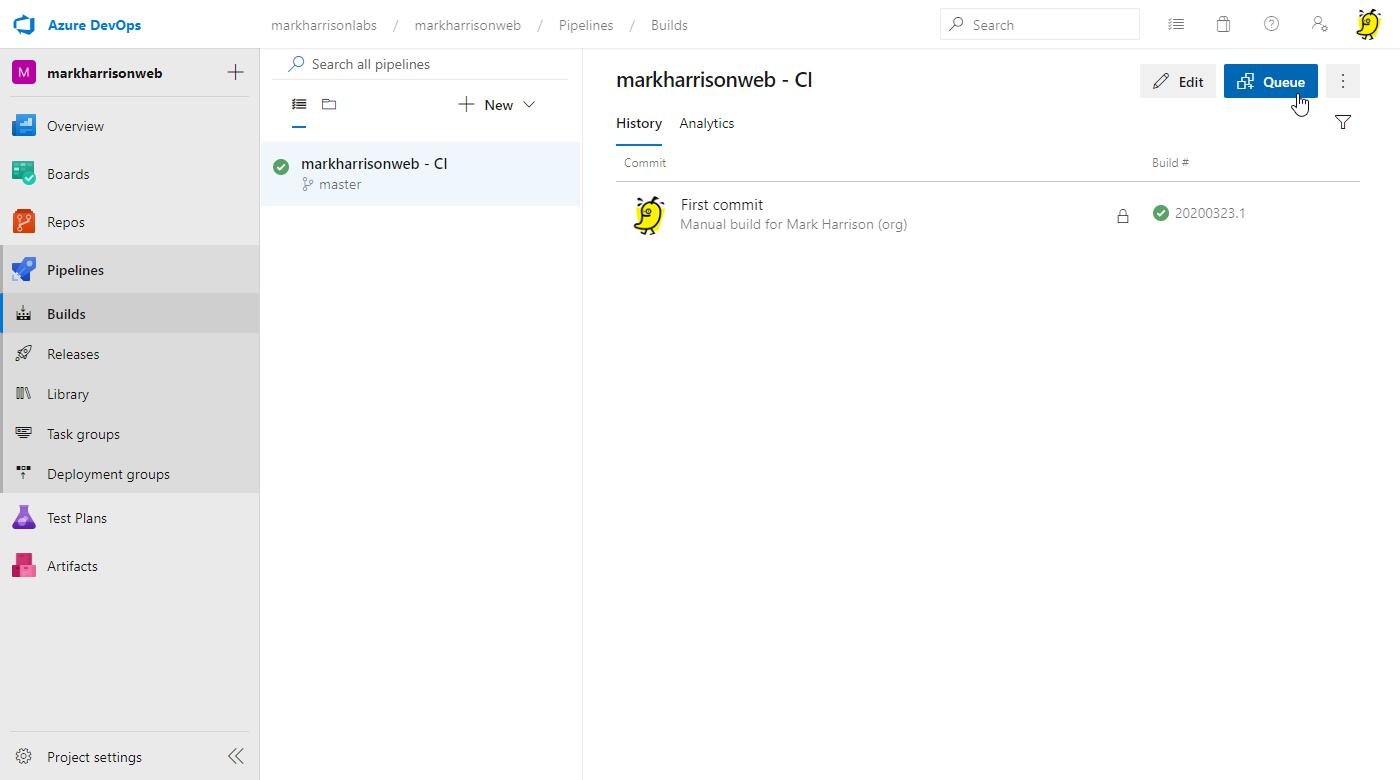 Azure DevOps
markharrisonlabs / markharrisonweb / Pipelines / Builds
Search
M markharrisonweb
Overview
Boards
Repos
Pipelines
Builds
Releases
Library
Task groups
Deployment groups
Test Plans
Artifacts
Project settings
Search all pipelines
New
markharrisonweb - CI
master
markharrisonweb - CI
Edit
Queue
History Analytics
Commit Build #
First commit
Manual build for Mark Harrison (org)
20200323.1